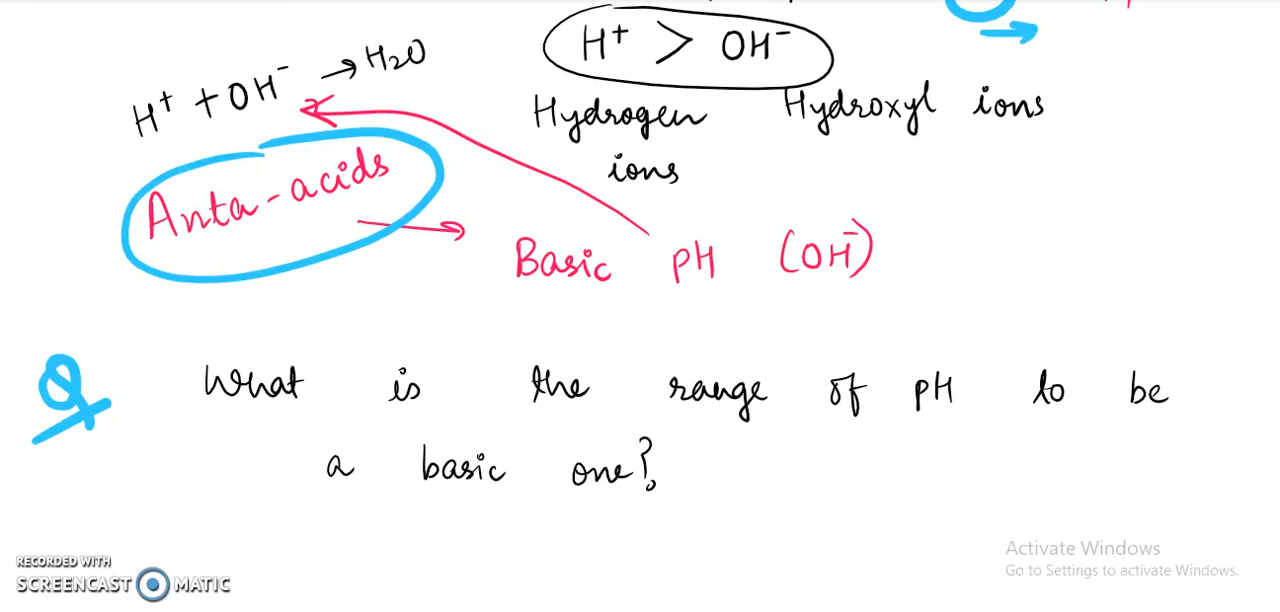 H⁺ > OH⁻
H⁺ + OH⁻ → H₂O
Hydrogen Hydroxyl ions
ions
Anta-acids
→ Basic pH (OH⁻)
Q What is the range of pH to be
a basic one?
RECORDED WITH
SCREENCAST MATIC
Activate Windows
Go to Settings to activate Windows.